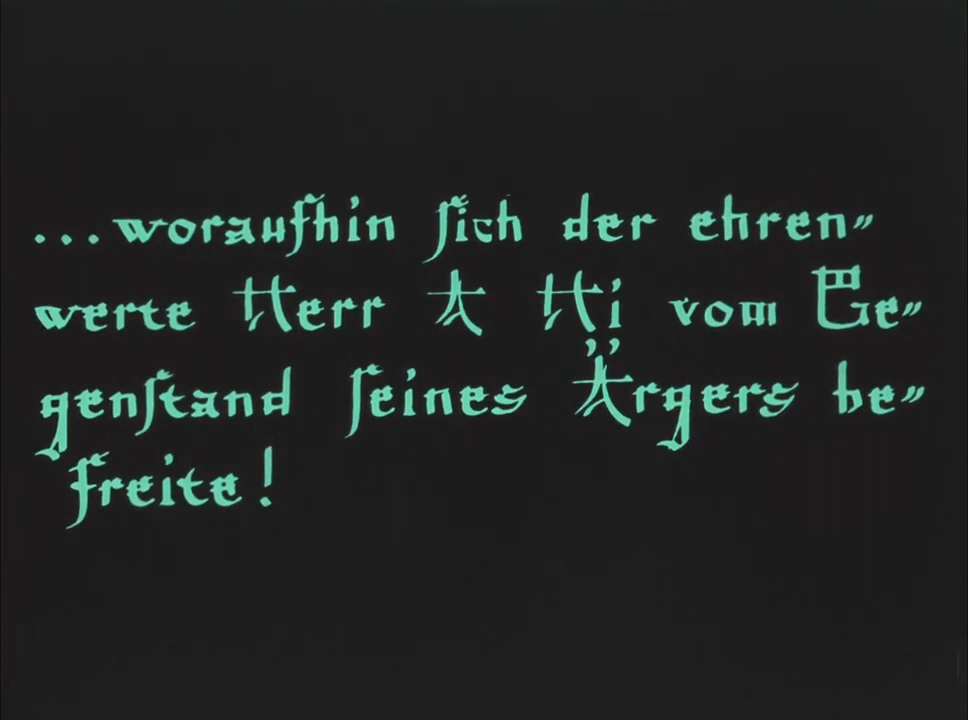 ...woraufhin ſich der ehren„
werte Herr A Hi vom Ge„
genſtand ſeines Ärgers be„
freite!